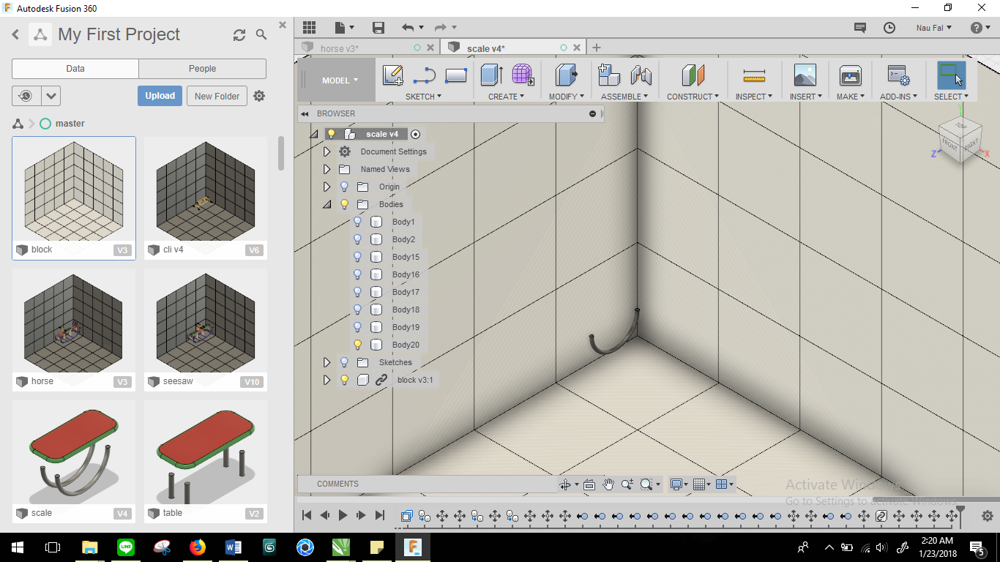 Autodesk Fusion 360
My First Project
Data
People
Upload
New Folder
master
block
V3
cli v4
V6
horse
V3
seesaw
V10
scale
V4
table
V2
Nau Fal
horse v3*
scale v4*
MODEL
SKETCH
CREATE
MODIFY
ASSEMBLE
CONSTRUCT
INSPECT
INSERT
MAKE
ADD-INS
SELECT
BROWSER
scale v4
Document Settings
Named Views
Origin
Bodies
Body1
Body2
Body15
Body16
Body17
Body18
Body19
Body20
Sketches
block v3:1
Y
TOP
FRONT
RIGHT
Z
X
COMMENTS
Activate Windows
Go to Settings to activate Windows.
2:20 AM
1/23/2018
5